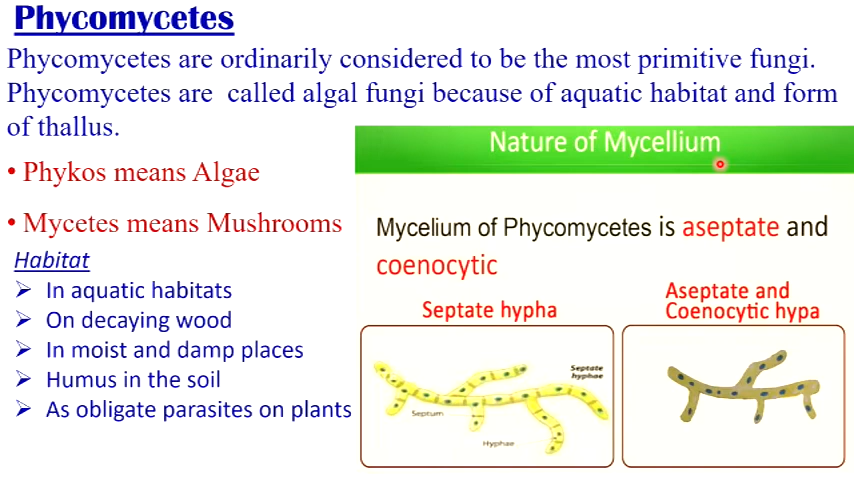 Phycomycetes
Phycomycetes are ordinarily considered to be the most primitive fungi.
Phycomycetes are called algal fungi because of aquatic habitat and form
of thallus.
• Phykos means Algae
• Mycetes means Mushrooms
Habitat
➢ In aquatic habitats
➢ On decaying wood
➢ In moist and damp places
➢ Humus in the soil
➢ As obligate parasites on plants
Nature of Mycellium
Mycelium of Phycomycetes is aseptate and
coenocytic
Septate hypha
Septate
hyphae
Septum
Hyphae
Aseptate and
Coenocytic hypa